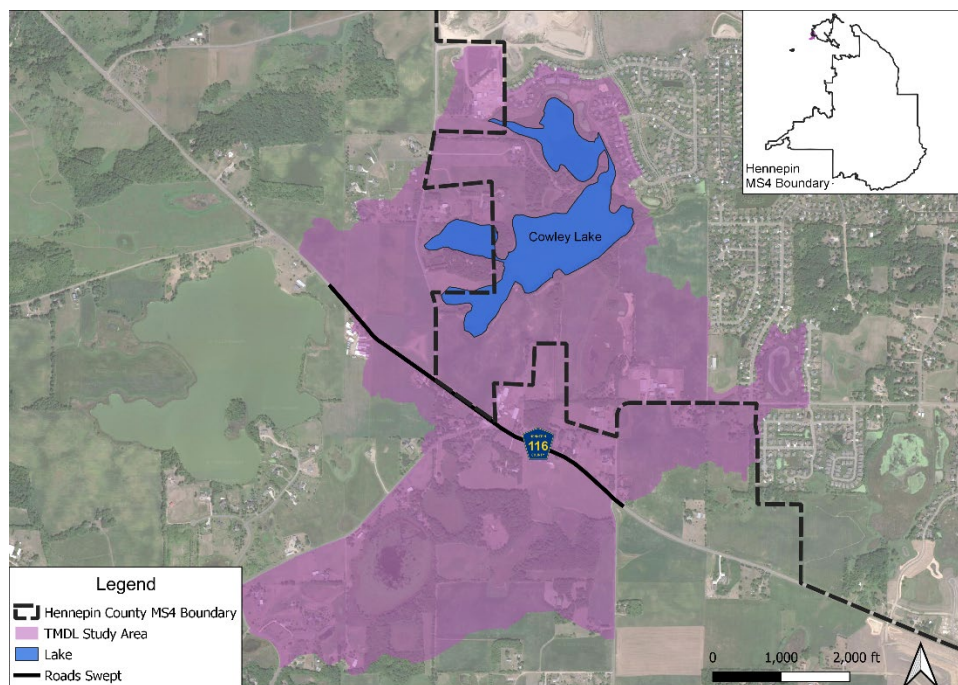 Hennepin
MS4 Boundary
Cowley Lake
116
Legend
Hennepin County MS4 Boundary
TMDL Study Area
Lake
Roads Swept
0 1,000 2,000 ft